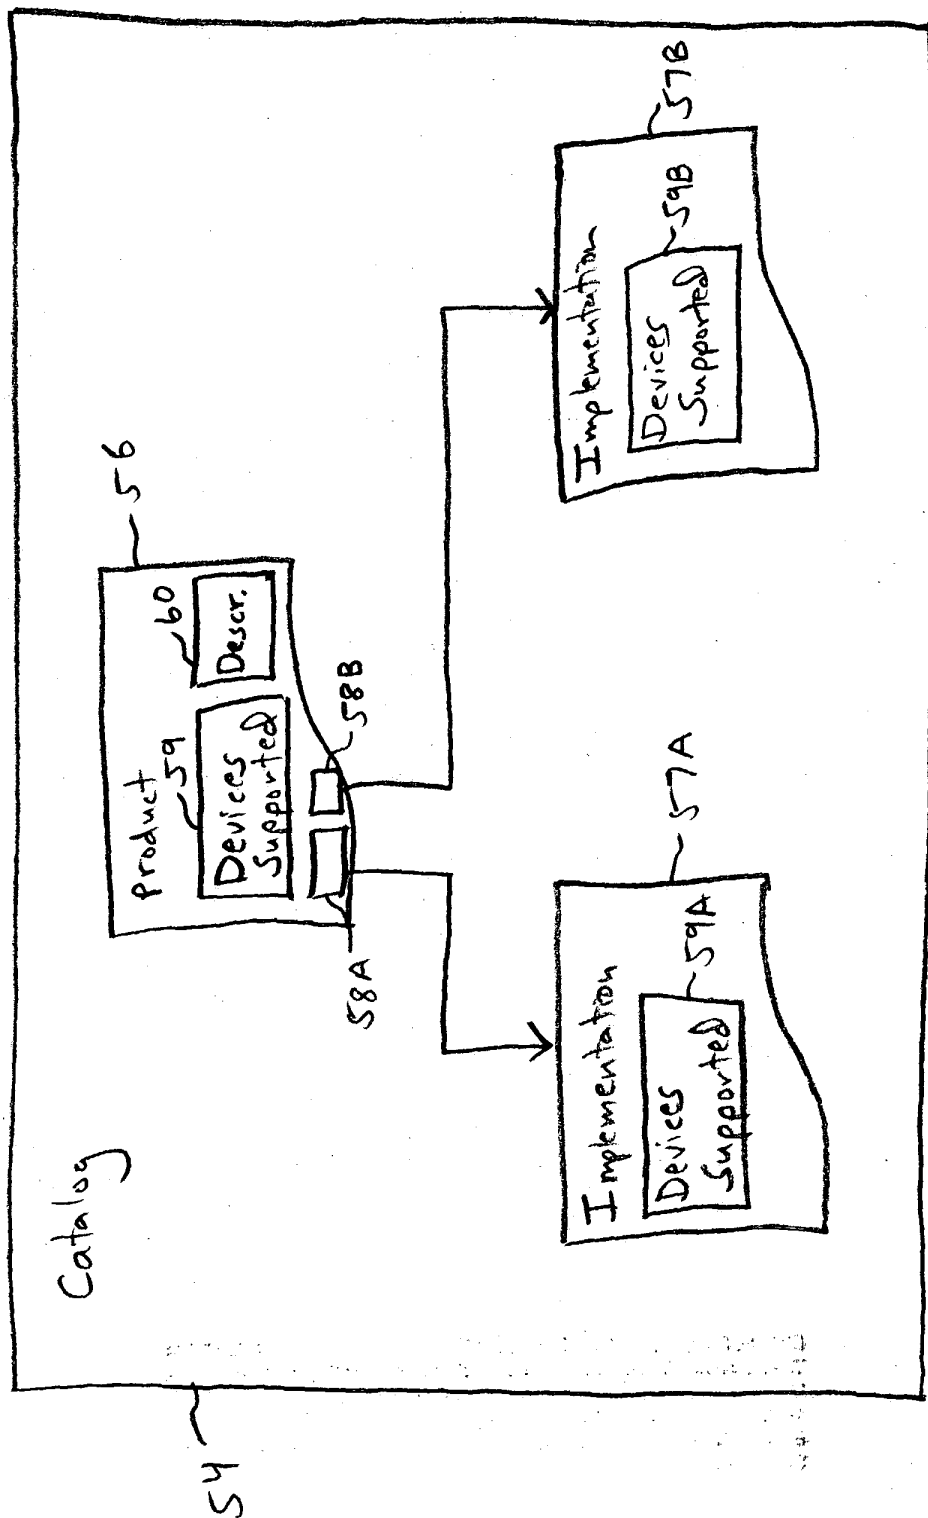 Catalog
54
Product
56
59
60
Devices
Supported
Descr.
58A
58B
Implementation
57A
59A
Devices
Supported
Implementation
57B
59B
Devices
Supported